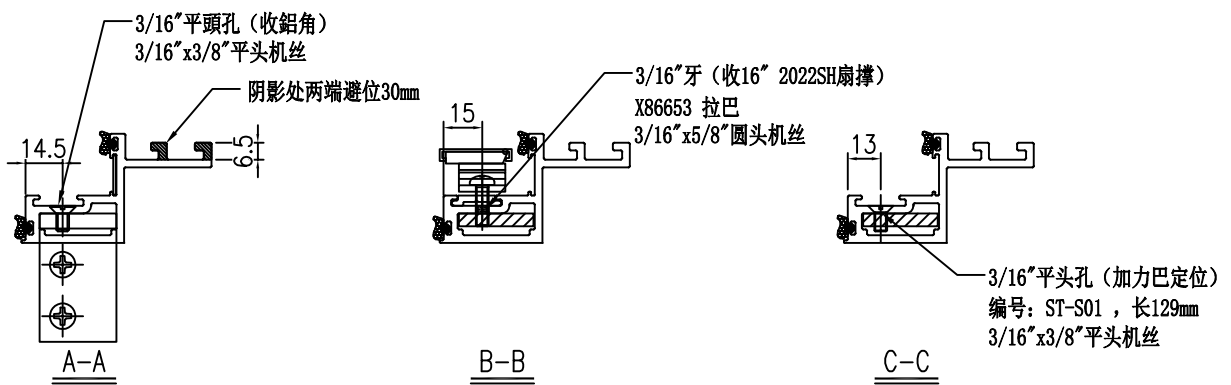 3/16"平頭孔（收鋁角）
3/16"x3/8"平头机丝
阴影处两端避位30mm
14.5
6.5
A-A
15
3/16"牙（收16" 2022SH扇撑）
X86653 拉巴
3/16"x5/8"圆头机丝
B-B
13
3/16"平头孔（加力巴定位）
编号：ST-S01 ，长129mm
3/16"x3/8"平头机丝
C-C